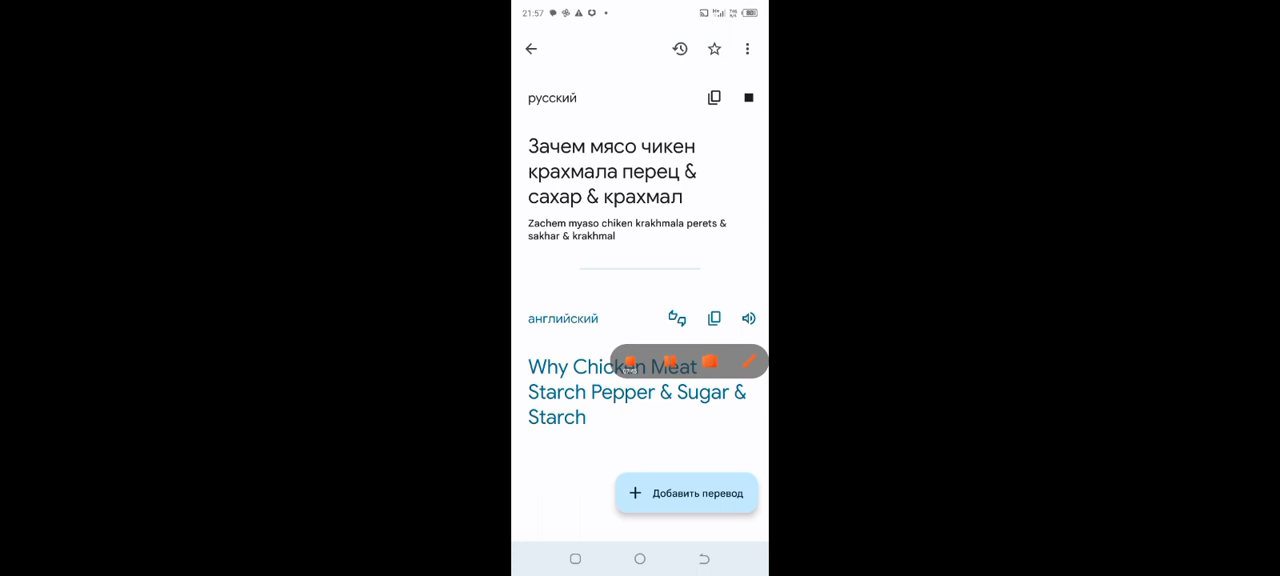 21:57
русский
Зачем мясо чикен
крахмала перец &
сахар & крахмал
Zachem myaso chiken krakhmala perets &
sakhar & krakhmal
английский
Why Chicken Meat
Starch Pepper & Sugar &
Starch
+ Добавить перевод